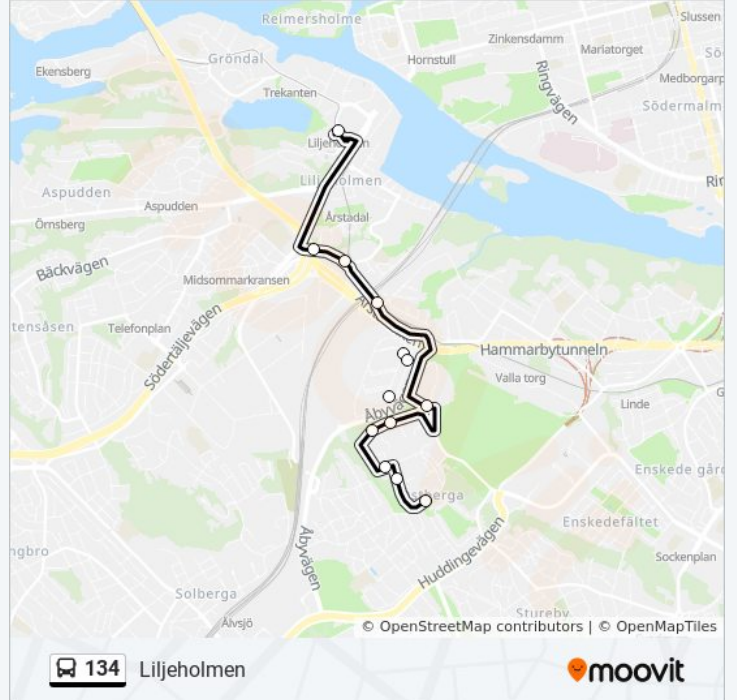 Reimersholme
Slussen
Zinkensdamm
Mariatorget
Gröndal
Hornstull
Ekensberg
Ringvägen
Medborgarp
Trekanten
Södermalm
Liljeholmen
Aspudden
Aspudden
Årstadal
Örnsberg
Bäckvägen
Midsommarkransen
tensåsen
Telefonplan
Södertäljevägen
Hammarbytunneln
Valla torg
Linde
Enskede gård
Enskedefältet
Åbyvägen
Huddingevägen
Sockenplan
ngbro
Solberga
Stureby
Älvsjö
© OpenStreetMap contributors | © OpenMapTiles
134 Liljeholmen
moovit